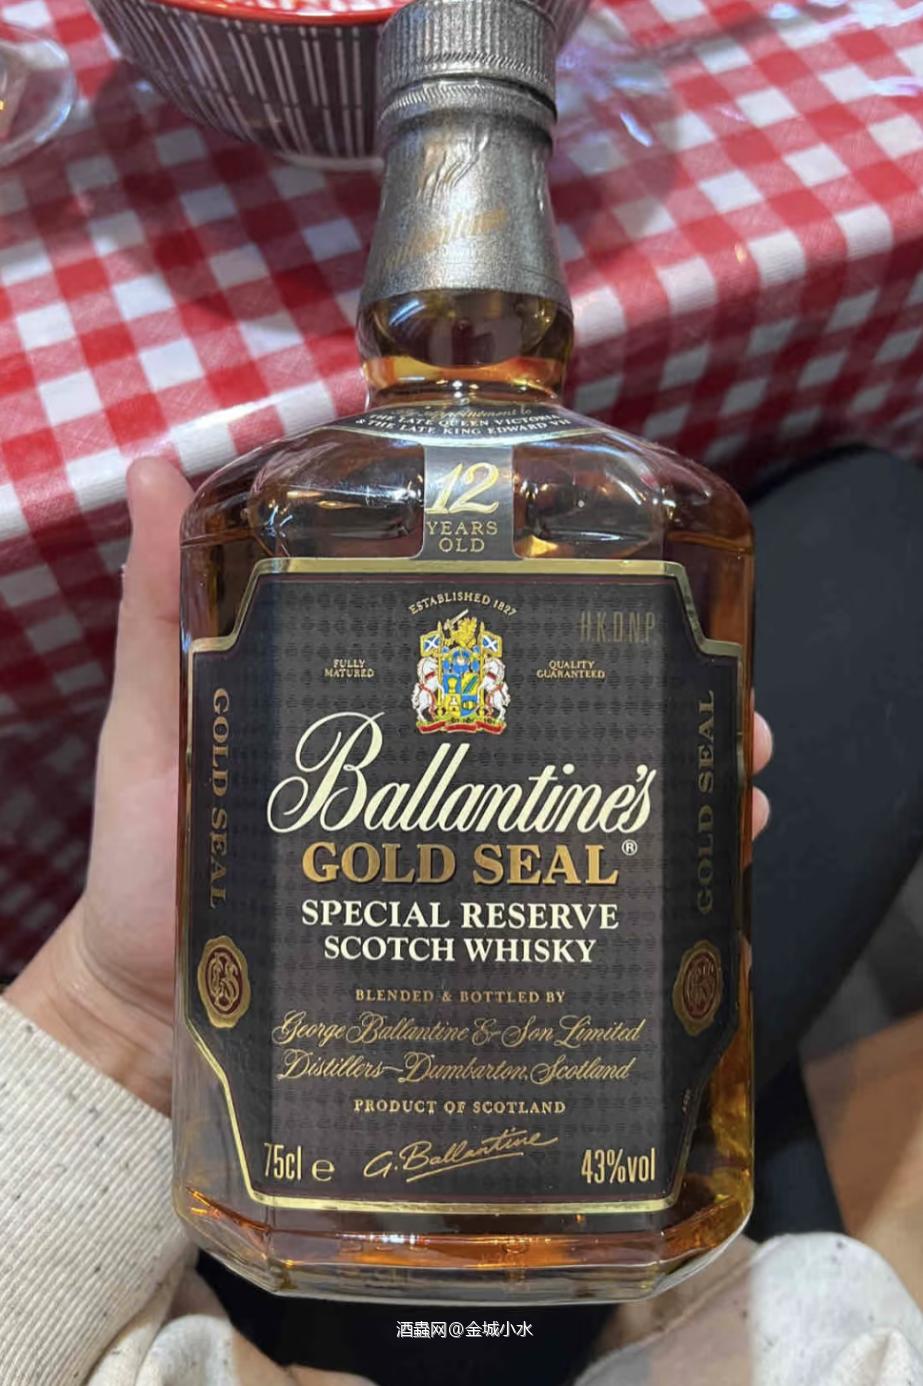 THE LATE QUEEN VICTORIA
& THE LATE KING EDWARD VII
12
YEARS
OLD
ESTABLISHED 1827
H.K.D.N.P
FULLY
MATURED
QUALITY
GUARANTEED
GOLD SEAL
GOLD SEAL
Ballantine's
GOLD SEAL®
SPECIAL RESERVE
SCOTCH WHISKY
BLENDED & BOTTLED BY
George Ballantine & Son Limited
Distillers~Dumbarton, Scotland
PRODUCT OF SCOTLAND
75cl e
G. Ballantine
43%vol
酒蟲网@金城小水